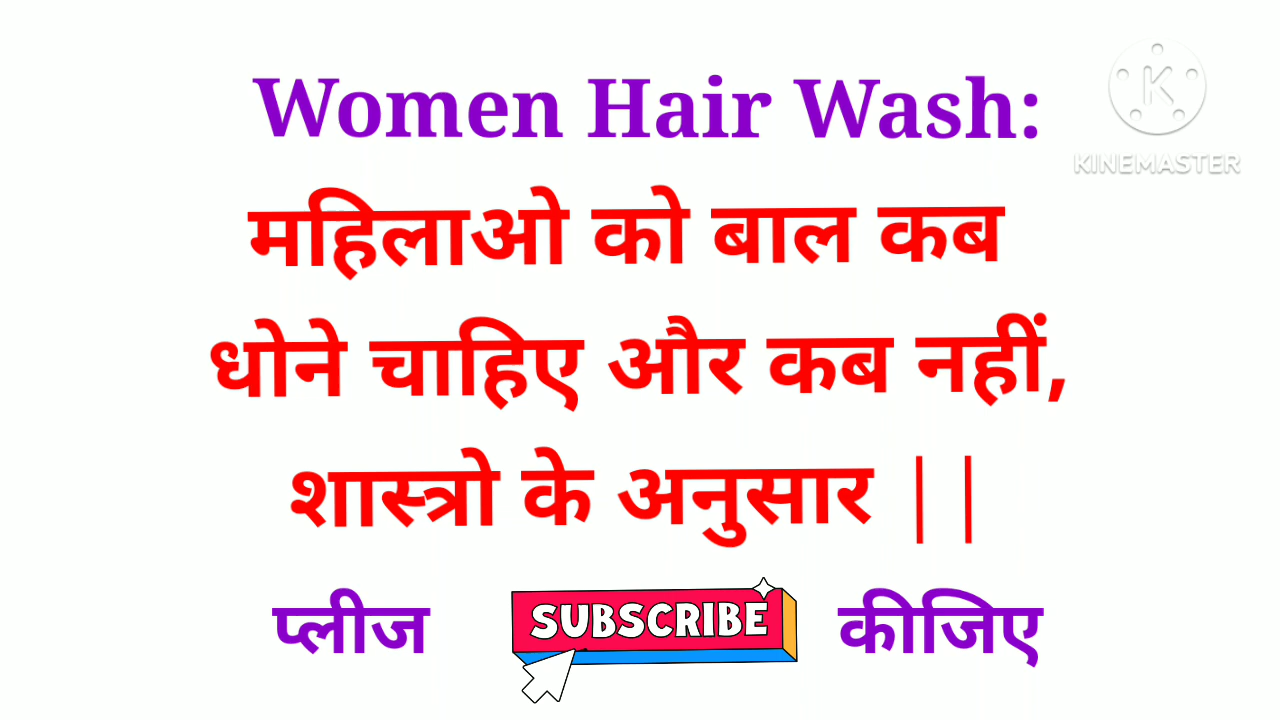 Women Hair Wash:
KINEMASTER
महिलाओ को बाल कब
धोने चाहिए और कब नहीं,
शास्त्रो के अनुसार ||
प्लीज SUBSCRIBE कीजिए